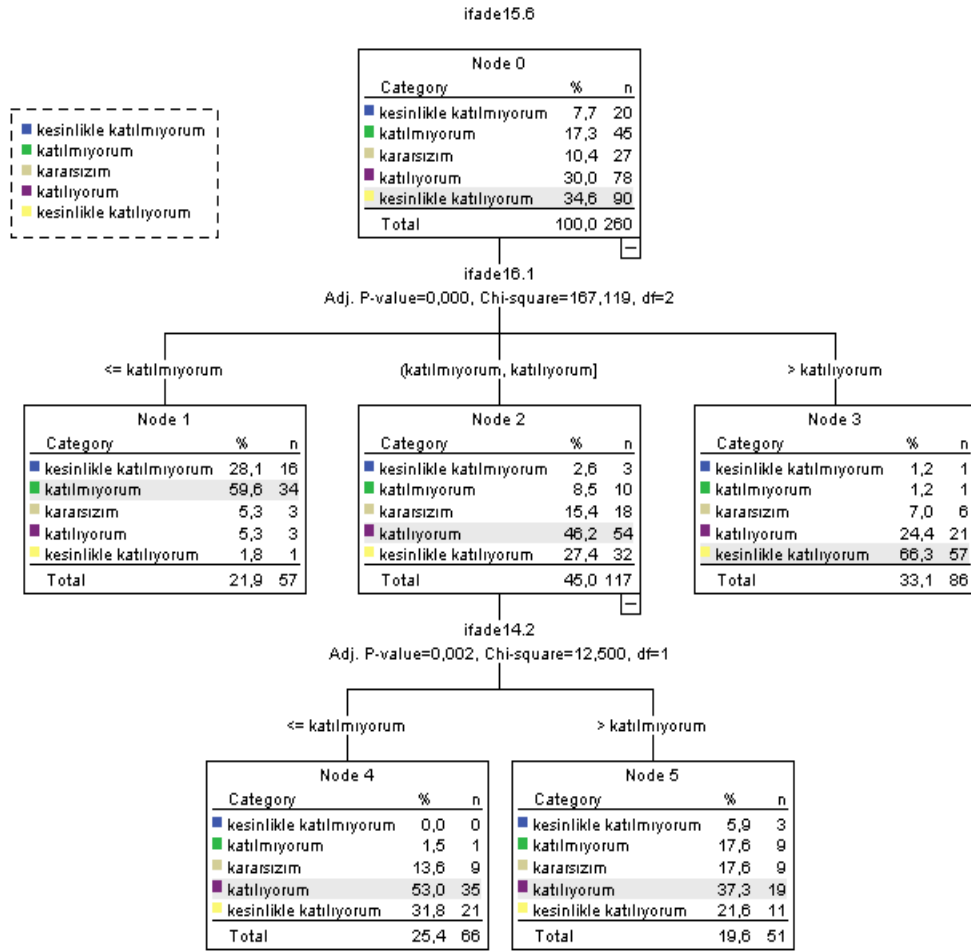 ifade15.6
Node 0
Category % n
kesinlikle katılmıyorum 7,7 20
katılmıyorum 17,3 45
kararsızım 10,4 27
katılıyorum 30,0 78
kesinlikle katılıyorum 34,6 90
Total 100,0 260
kesinlikle katılmıyorum
katılmıyorum
kararsızım
katılıyorum
kesinlikle katılıyorum
ifade16.1
Adj. P-value=0,000, Chi-square=167,119, df=2
<= katılmıyorum
(katılmıyorum, katılıyorum]
> katılıyorum
Node 1
Category % n
kesinlikle katılmıyorum 28,1 16
katılmıyorum 59,6 34
kararsızım 5,3 3
katılıyorum 5,3 3
kesinlikle katılıyorum 1,8 1
Total 21,9 57
Node 2
Category % n
kesinlikle katılmıyorum 2,6 3
katılmıyorum 8,5 10
kararsızım 15,4 18
katılıyorum 46,2 54
kesinlikle katılıyorum 27,4 32
Total 45,0 117
Node 3
Category % n
kesinlikle katılmıyorum 1,2 1
katılmıyorum 1,2 1
kararsızım 7,0 6
katılıyorum 24,4 21
kesinlikle katılıyorum 66,3 57
Total 33,1 86
ifade14.2
Adj. P-value=0,002, Chi-square=12,500, df=1
<= katılmıyorum
> katılmıyorum
Node 4
Category % n
kesinlikle katılmıyorum 0,0 0
katılmıyorum 1,5 1
kararsızım 13,6 9
katılıyorum 53,0 35
kesinlikle katılıyorum 31,8 21
Total 25,4 66
Node 5
Category % n
kesinlikle katılmıyorum 5,9 3
katılmıyorum 17,6 9
kararsızım 17,6 9
katılıyorum 37,3 19
kesinlikle katılıyorum 21,6 11
Total 19,6 51